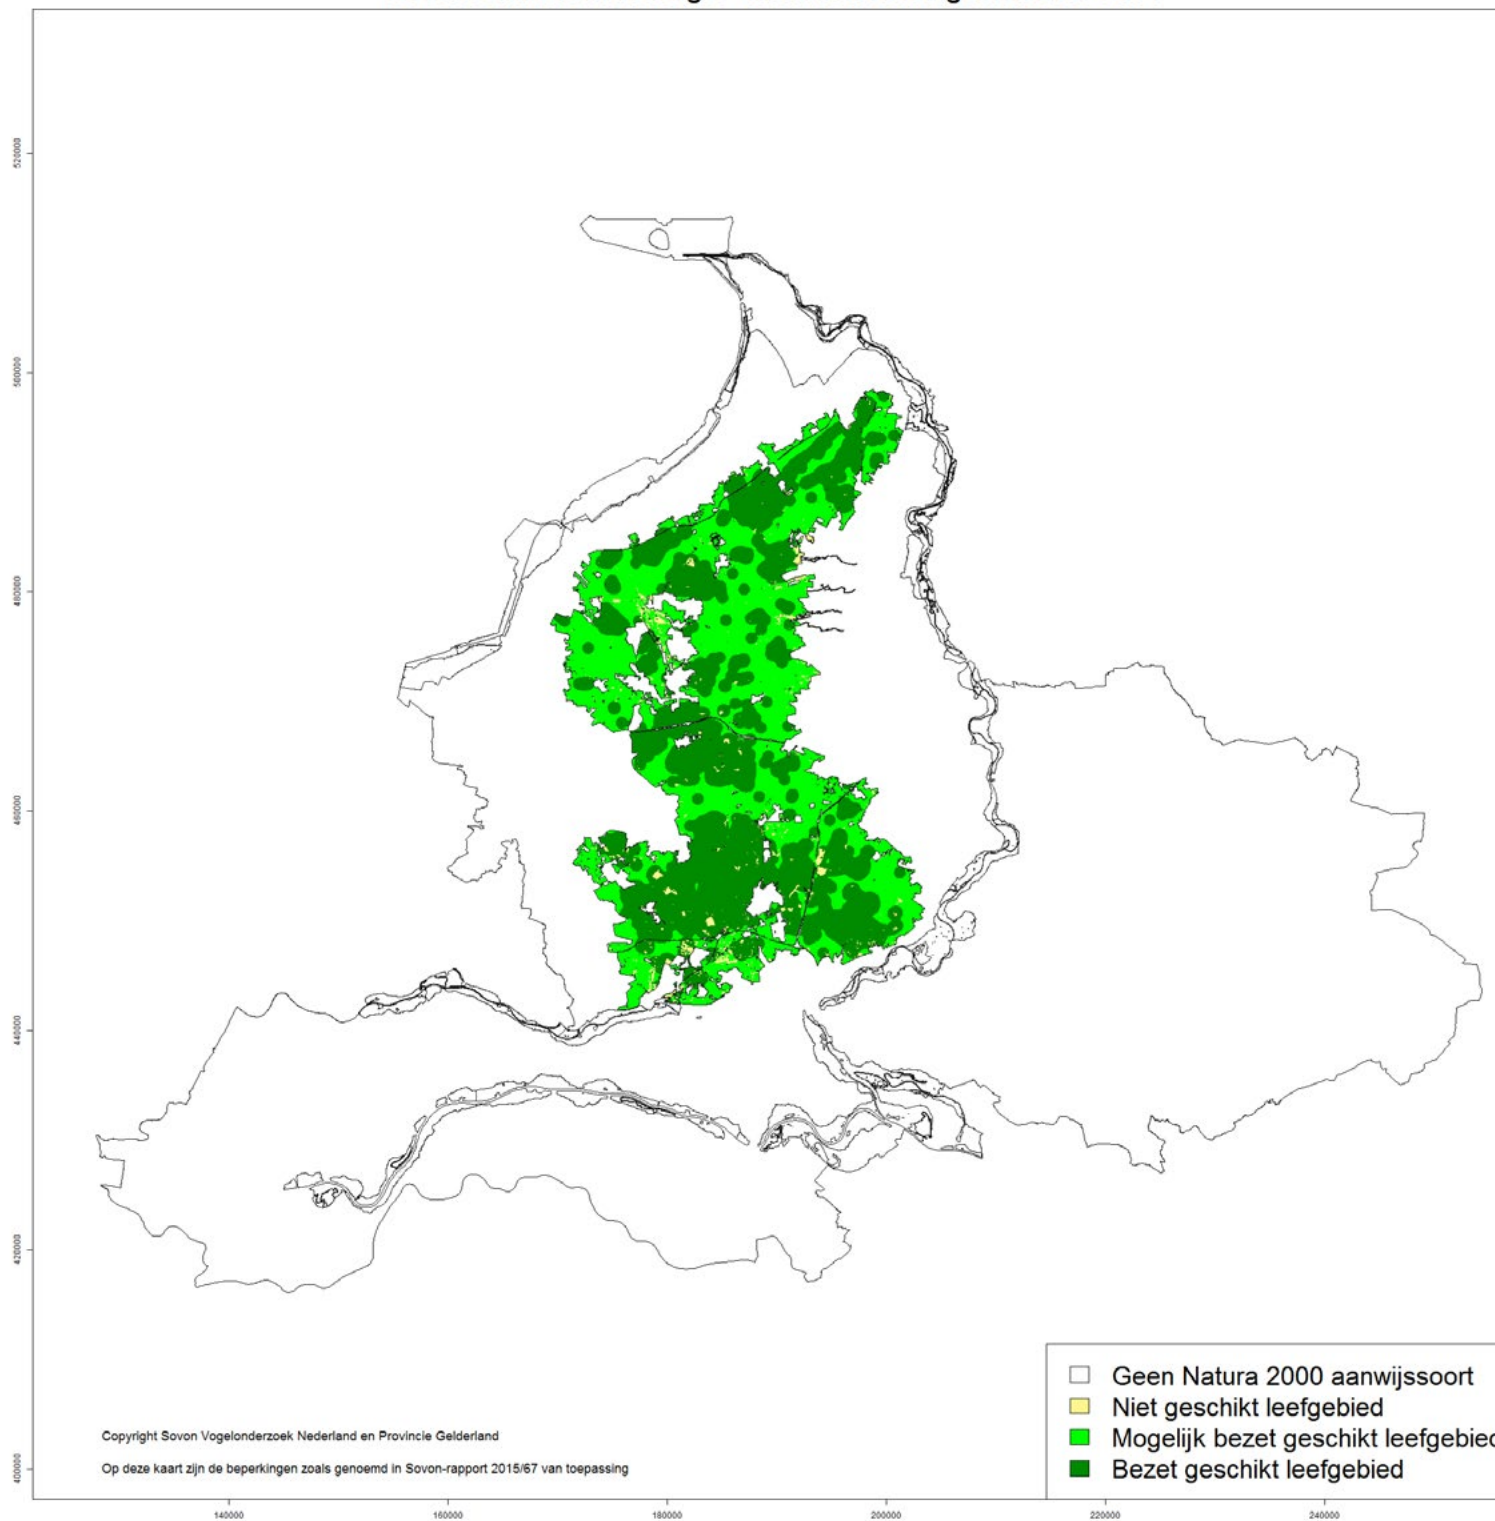 520000
500000
480000
460000
440000
420000
400000
Geen Natura 2000 aanwijssoort
Niet geschikt leefgebied
Mogelijk bezet geschikt leefgebied
Bezet geschikt leefgebied
Copyright Sovon Vogelonderzoek Nederland en Provincie Gelderland
Op deze kaart zijn de beperkingen zoals genoemd in Sovon-rapport 2015/67 van toepassing
140000
160000
180000
200000
220000
240000